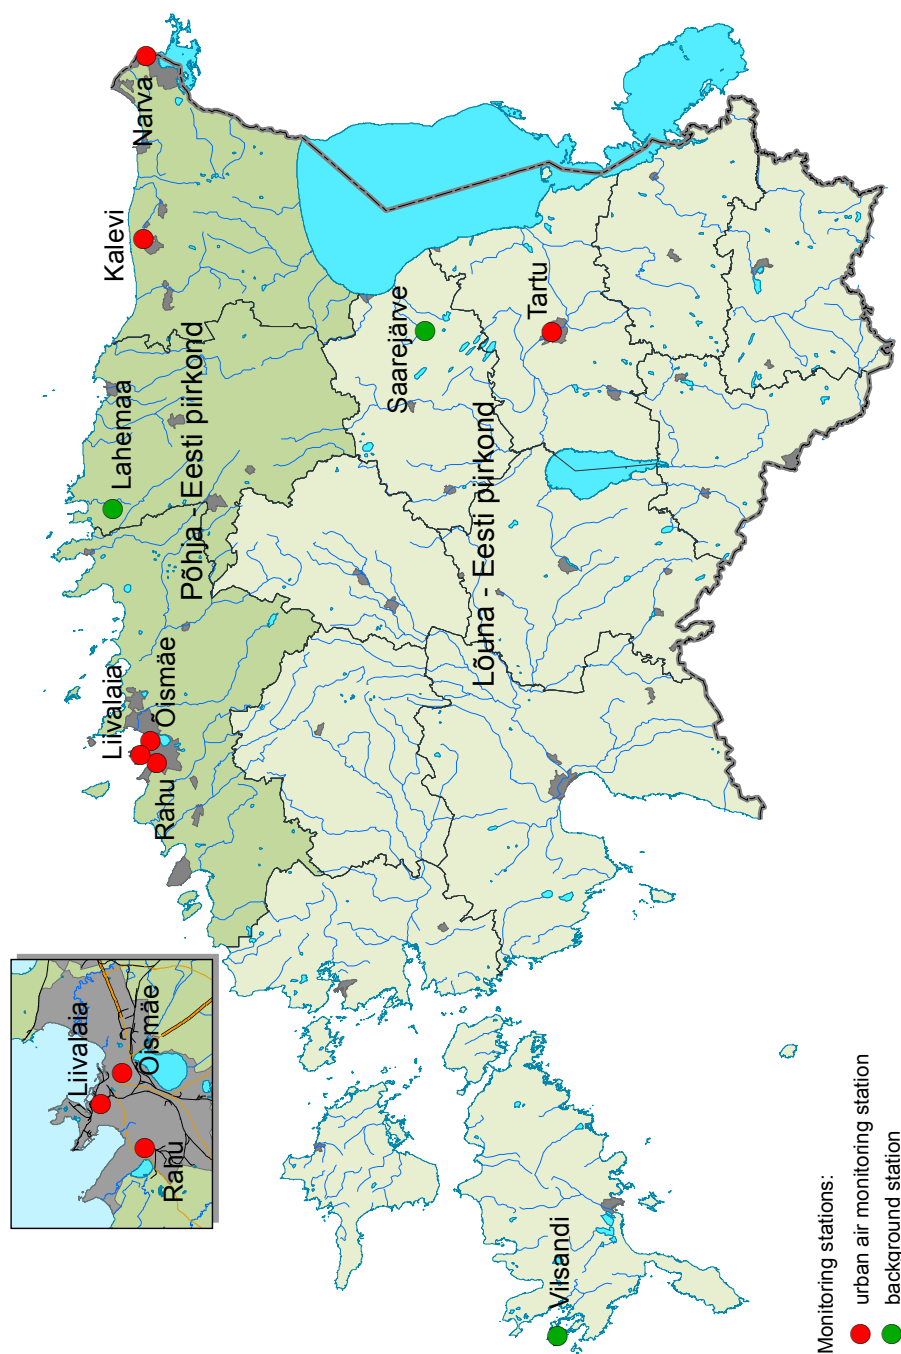 Liivalaia
Õismäe
Rahu
Narva
Kalevi
Lahemaa
Põhja -Eesti piirkond
Liivalaia
Õismäe
Rahu
Saarejärve
Tartu
Lõuna - Eesti piirkond
Vilsandi
Monitoring stations:
urban air monitoring station
background station